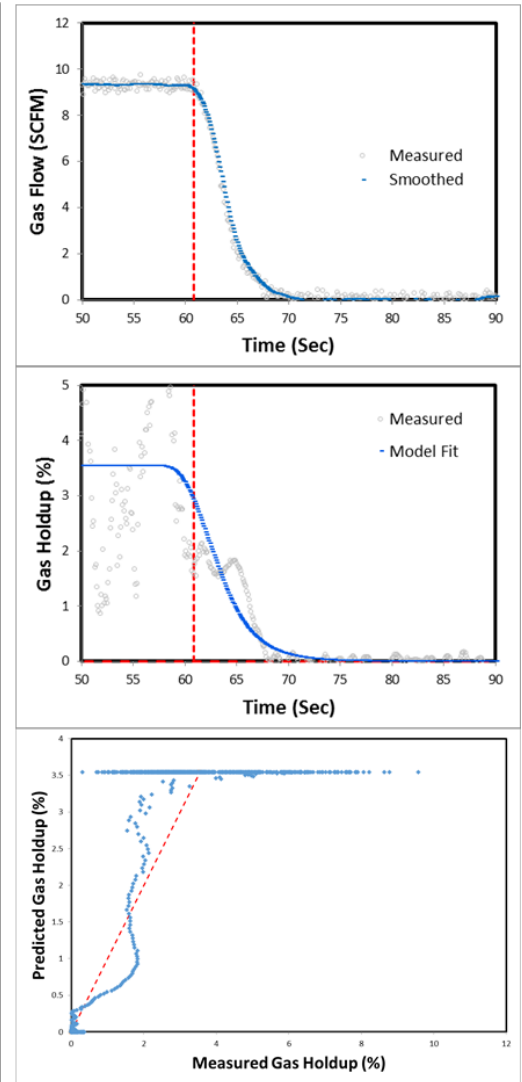 12
10
8
6
4
2
0
Gas Flow (SCFM)
Measured
Smoothed
50 55 60 65 70 75 80 85 90
Time (Sec)
5
4
3
2
1
0
Gas Holdup (%)
Measured
Model Fit
50 55 60 65 70 75 80 85 90
Time (Sec)
4
3.5
3
2.5
2
1.5
1
0.5
0
Predicted Gas Holdup (%)
0 2 4 6 8 10 12
Measured Gas Holdup (%)